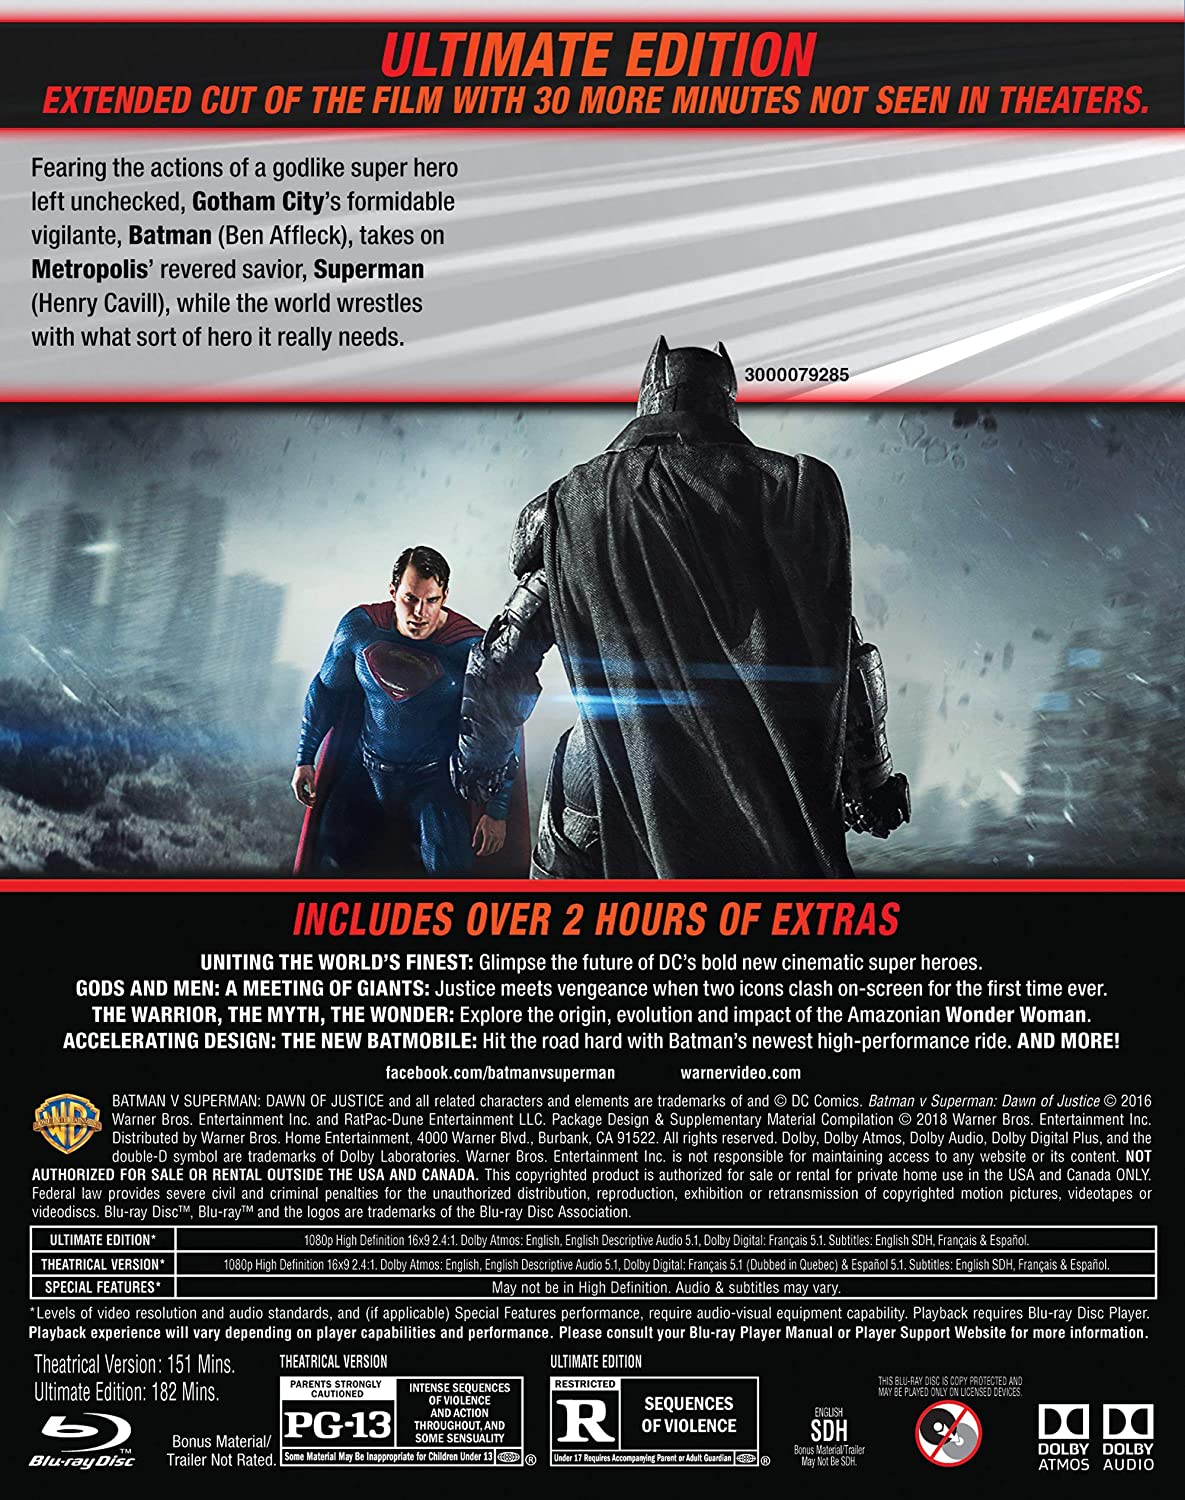 ULTIMATE EDITION
EXTENDED CUT OF THE FILM WITH 30 MORE MINUTES NOT SEEN IN THEATERS.
Fearing the actions of a godlike super hero
left unchecked, Gotham City's formidable
vigilante, Batman (Ben Affleck), takes on
Metropolis' revered savior, Superman
(Henry Cavill), while the world wrestles
with what sort of hero it really needs.
3000079285
INCLUDES OVER 2 HOURS OF EXTRAS
UNITING THE WORLD'S FINEST: Glimpse the future of DC's bold new cinematic super heroes.
GODS AND MEN: A MEETING OF GIANTS: Justice meets vengeance when two icons clash on-screen for the first time ever.
THE WARRIOR, THE MYTH, THE WONDER: Explore the origin, evolution and impact of the Amazonian Wonder Woman.
ACCELERATING DESIGN: THE NEW BATMOBILE: Hit the road hard with Batman's newest high-performance ride. AND MORE!
facebook.com/batmanvsuperman warnervideo.com
WB
BATMAN V SUPERMAN: DAWN OF JUSTICE and all related characters and elements are trademarks of and © DC Comics. Batman v Superman: Dawn of Justice © 2016
Warner Bros. Entertainment Inc. and RatPac-Dune Entertainment LLC. Package Design & Supplementary Material Compilation © 2018 Warner Bros. Entertainment Inc.
Distributed by Warner Bros. Home Entertainment, 4000 Warner Blvd., Burbank, CA 91522. All rights reserved. Dolby, Dolby Atmos, Dolby Audio, Dolby Digital Plus, and the
double-D symbol are trademarks of Dolby Laboratories. Warner Bros. Entertainment Inc. is not responsible for maintaining access to any website or its content. NOT
AUTHORIZED FOR SALE OR RENTAL OUTSIDE THE USA AND CANADA. This copyrighted product is authorized for sale or rental for private home use in the USA and Canada ONLY.
Federal law provides severe civil and criminal penalties for the unauthorized distribution, reproduction, exhibition or retransmission of copyrighted motion pictures, videotapes or
videodiscs. Blu-ray Disc™, Blu-ray™ and the logos are trademarks of the Blu-ray Disc Association.
ULTIMATE EDITION* 1080p High Definition 16x9 2.4:1. Dolby Atmos: English, English Descriptive Audio 5.1, Dolby Digital: Français 5.1. Subtitles: English SDH, Français & Español.
THEATRICAL VERSION* 1080p High Definition 16x9 2.4:1. Dolby Atmos: English, English Descriptive Audio 5.1, Dolby Digital: Français 5.1 (Dubbed in Quebec) & Español 5.1. Subtitles: English SDH, Français & Español.
SPECIAL FEATURES* May not be in High Definition. Audio & subtitles may vary.
*Levels of video resolution and audio standards, and (if applicable) Special Features performance, require audio-visual equipment capability. Playback requires Blu-ray Disc Player.
Playback experience will vary depending on player capabilities and performance. Please consult your Blu-ray Player Manual or Player Support Website for more information.
Theatrical Version: 151 Mins.
Ultimate Edition: 182 Mins.
Blu-ray Disc™
Bonus Material/
Trailer Not Rated.
THEATRICAL VERSION
PARENTS STRONGLY
CAUTIONED
PG-13
INTENSE SEQUENCES
OF VIOLENCE
AND ACTION
THROUGHOUT, AND
SOME SENSUALITY
Some Material May Be Inappropriate for Children Under 13 ®
ULTIMATE EDITION
RESTRICTED
R
SEQUENCES
OF VIOLENCE
Under 17 Requires Accompanying Parent or Adult Guardian ®
ENGLISH
SDH
Bonus Material/Trailer
May Not Be SDH.
THIS BLU-RAY DISC IS COPY PROTECTED AND
MAY BE PLAYED ONLY ON LICENSED DEVICES.
DOLBY
ATMOS
DOLBY
AUDIO